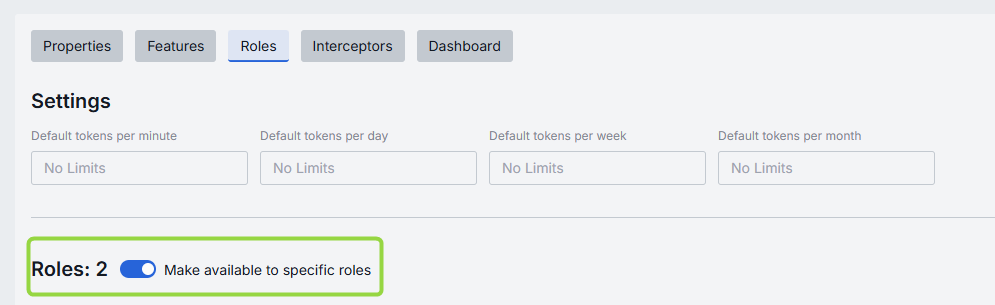 Properties Features Roles Interceptors Dashboard
Settings
Default tokens per minute Default tokens per day Default tokens per week Default tokens per month
No Limits No Limits No Limits No Limits
Roles: 2 Make available to specific roles